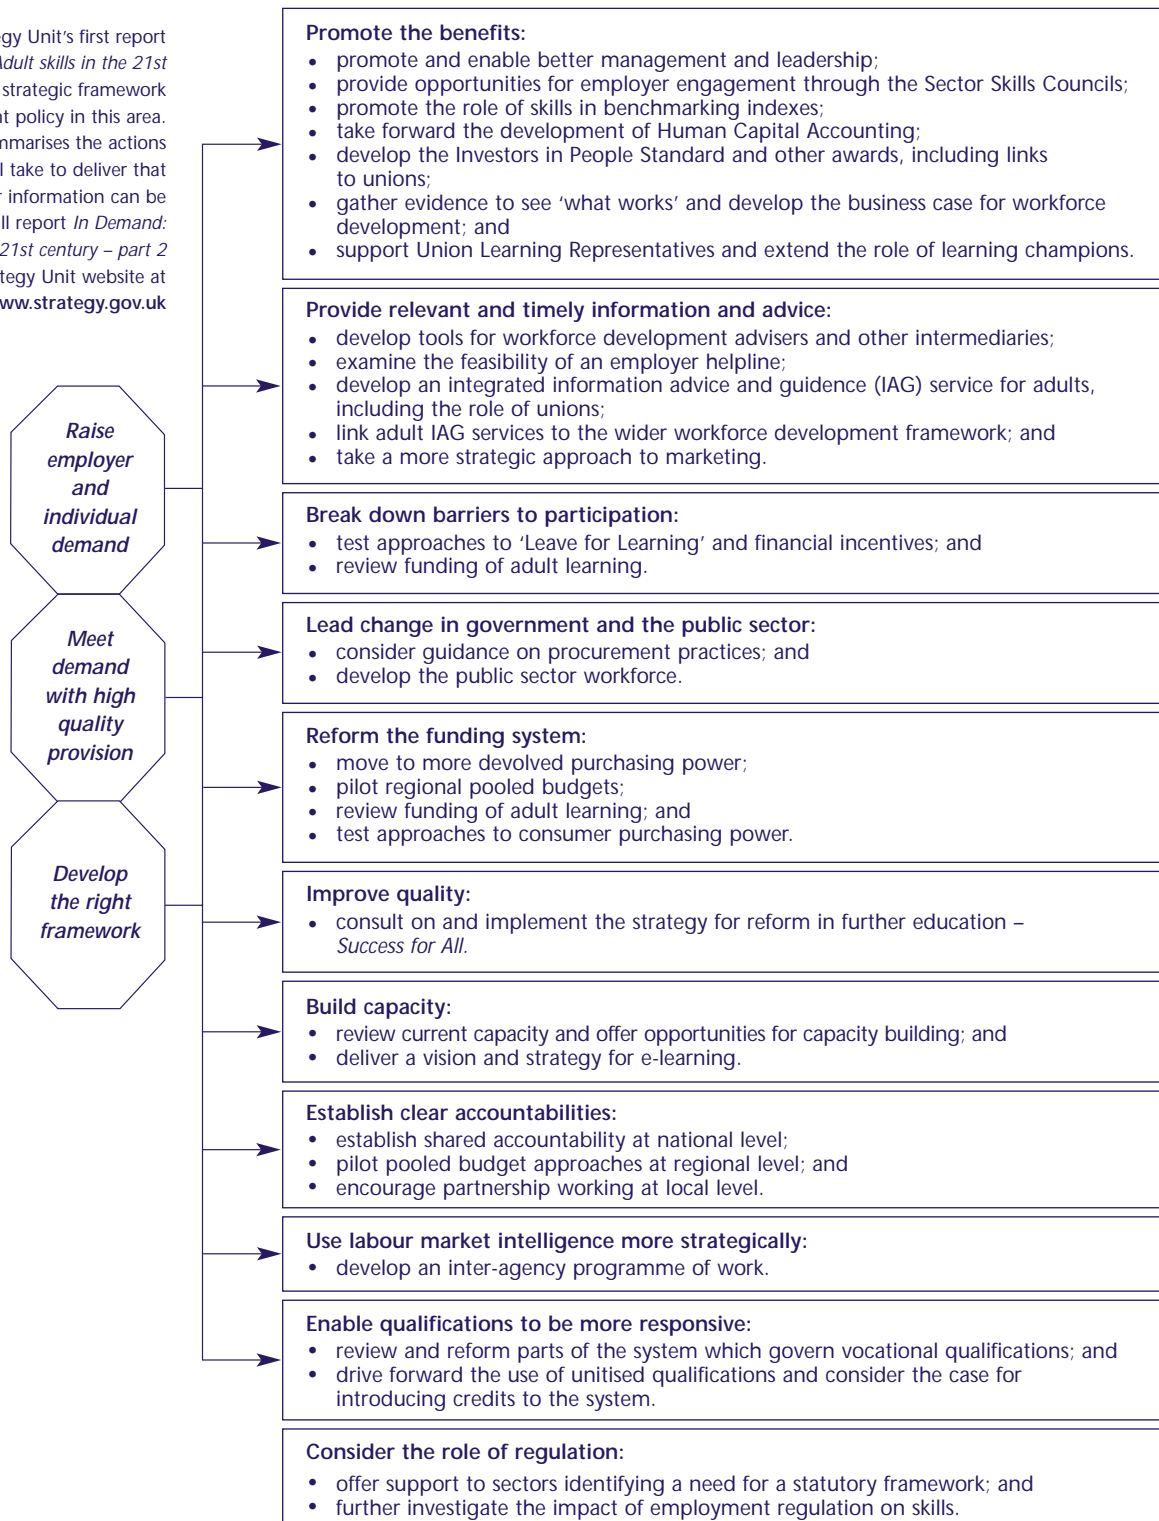 gy Unit's first report
Adult skills in the 21st
strategic framework
nt policy in this area.
mmarises the actions
l take to deliver that
r information can be
ll report In Demand:
21st century – part 2
tegy Unit website at
ww.strategy.gov.uk
Raise
employer
and
individual
demand
Meet
demand
with high
quality
provision
Develop
the right
framework
Promote the benefits:
• promote and enable better management and leadership;
• provide opportunities for employer engagement through the Sector Skills Councils;
• promote the role of skills in benchmarking indexes;
• take forward the development of Human Capital Accounting;
• develop the Investors in People Standard and other awards, including links
to unions;
• gather evidence to see ‘what works’ and develop the business case for workforce
development; and
• support Union Learning Representatives and extend the role of learning champions.
Provide relevant and timely information and advice:
• develop tools for workforce development advisers and other intermediaries;
• examine the feasibility of an employer helpline;
• develop an integrated information advice and guidence (IAG) service for adults,
including the role of unions;
• link adult IAG services to the wider workforce development framework; and
• take a more strategic approach to marketing.
Break down barriers to participation:
• test approaches to ‘Leave for Learning’ and financial incentives; and
• review funding of adult learning.
Lead change in government and the public sector:
• consider guidance on procurement practices; and
• develop the public sector workforce.
Reform the funding system:
• move to more devolved purchasing power;
• pilot regional pooled budgets;
• review funding of adult learning; and
• test approaches to consumer purchasing power.
Improve quality:
• consult on and implement the strategy for reform in further education –
Success for All.
Build capacity:
• review current capacity and offer opportunities for capacity building; and
• deliver a vision and strategy for e-learning.
Establish clear accountabilities:
• establish shared accountability at national level;
• pilot pooled budget approaches at regional level; and
• encourage partnership working at local level.
Use labour market intelligence more strategically:
• develop an inter-agency programme of work.
Enable qualifications to be more responsive:
• review and reform parts of the system which govern vocational qualifications; and
• drive forward the use of unitised qualifications and consider the case for
introducing credits to the system.
Consider the role of regulation:
• offer support to sectors identifying a need for a statutory framework; and
• further investigate the impact of employment regulation on skills.